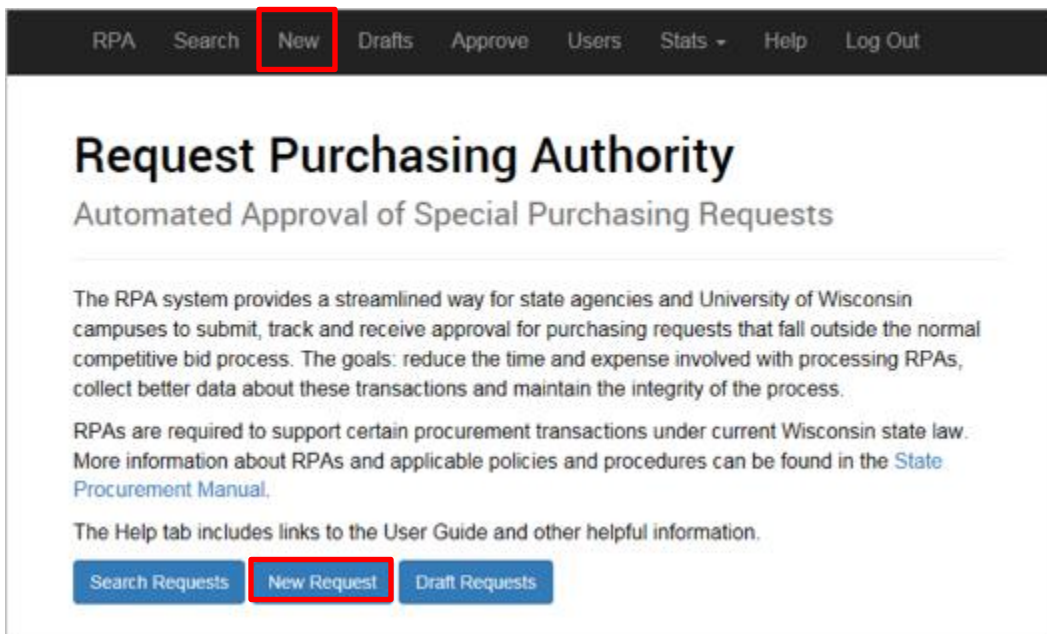 RPA Search New Drafts Approve Users Stats Help Log Out
Request Purchasing Authority
Automated Approval of Special Purchasing Requests
The RPA system provides a streamlined way for state agencies and University of Wisconsin
campuses to submit, track and receive approval for purchasing requests that fall outside the normal
competitive bid process. The goals: reduce the time and expense involved with processing RPAs,
collect better data about these transactions and maintain the integrity of the process.
RPAs are required to support certain procurement transactions under current Wisconsin state law.
More information about RPAs and applicable policies and procedures can be found in the State
Procurement Manual.
The Help tab includes links to the User Guide and other helpful information.
Search Requests New Request Draft Requests